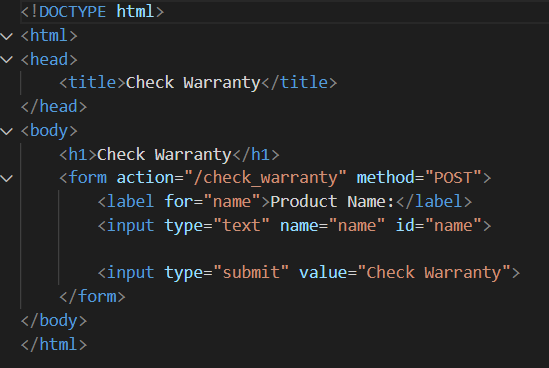 <!DOCTYPE html>
<html>
<head>
    <title>Check Warranty</title>
</head>
<body>
    <h1>Check Warranty</h1>
    <form action="/check_warranty" method="POST">
        <label for="name">Product Name:</label>
        <input type="text" name="name" id="name">

        <input type="submit" value="Check Warranty">
    </form>
</body>
</html>